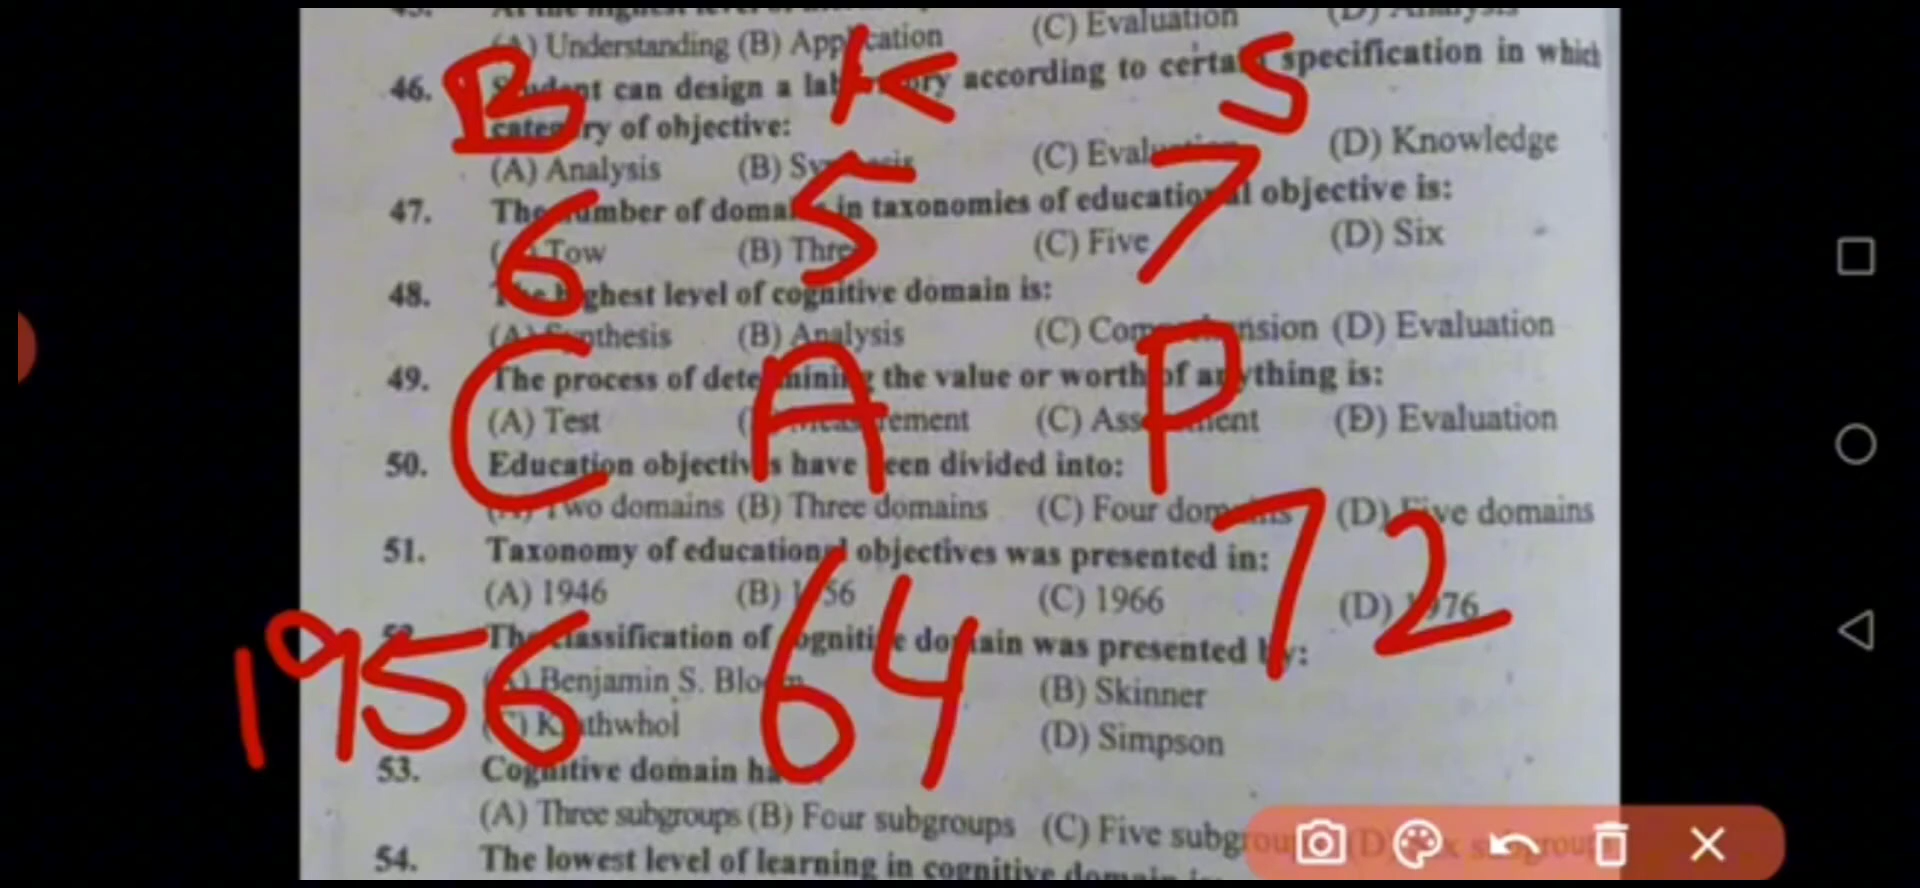 (A) Understanding (B) Application (C) Evaluation (D) Analysis
46. Student can design a laboratory according to certain specification in which
category of objective:
(A) Analysis (B) Synthesis (C) Evaluation (D) Knowledge
47. The number of domains in taxonomies of educational objective is:
(A) Tow (B) Three (C) Five (D) Six
48. The highest level of cognitive domain is:
(A) Synthesis (B) Analysis (C) Comprehension (D) Evaluation
49. The process of determining the value or worth of anything is:
(A) Test (B) Measurement (C) Assessment (D) Evaluation
50. Education objectives have been divided into:
(A) Two domains (B) Three domains (C) Four domains (D) Five domains
51. Taxonomy of educational objectives was presented in:
(A) 1946 (B) 1956 (C) 1966 (D) 1976
52. The classification of cognitive domain was presented by:
(A) Benjamin S. Bloom (B) Skinner
(C) Krathwhol (D) Simpson
53. Cognitive domain has
(A) Three subgroups (B) Four subgroups (C) Five subgroups (D) Six subgroups
54. The lowest level of learning in cognitive domain is:
B K S
6 5 7
C A P
1956 64 72